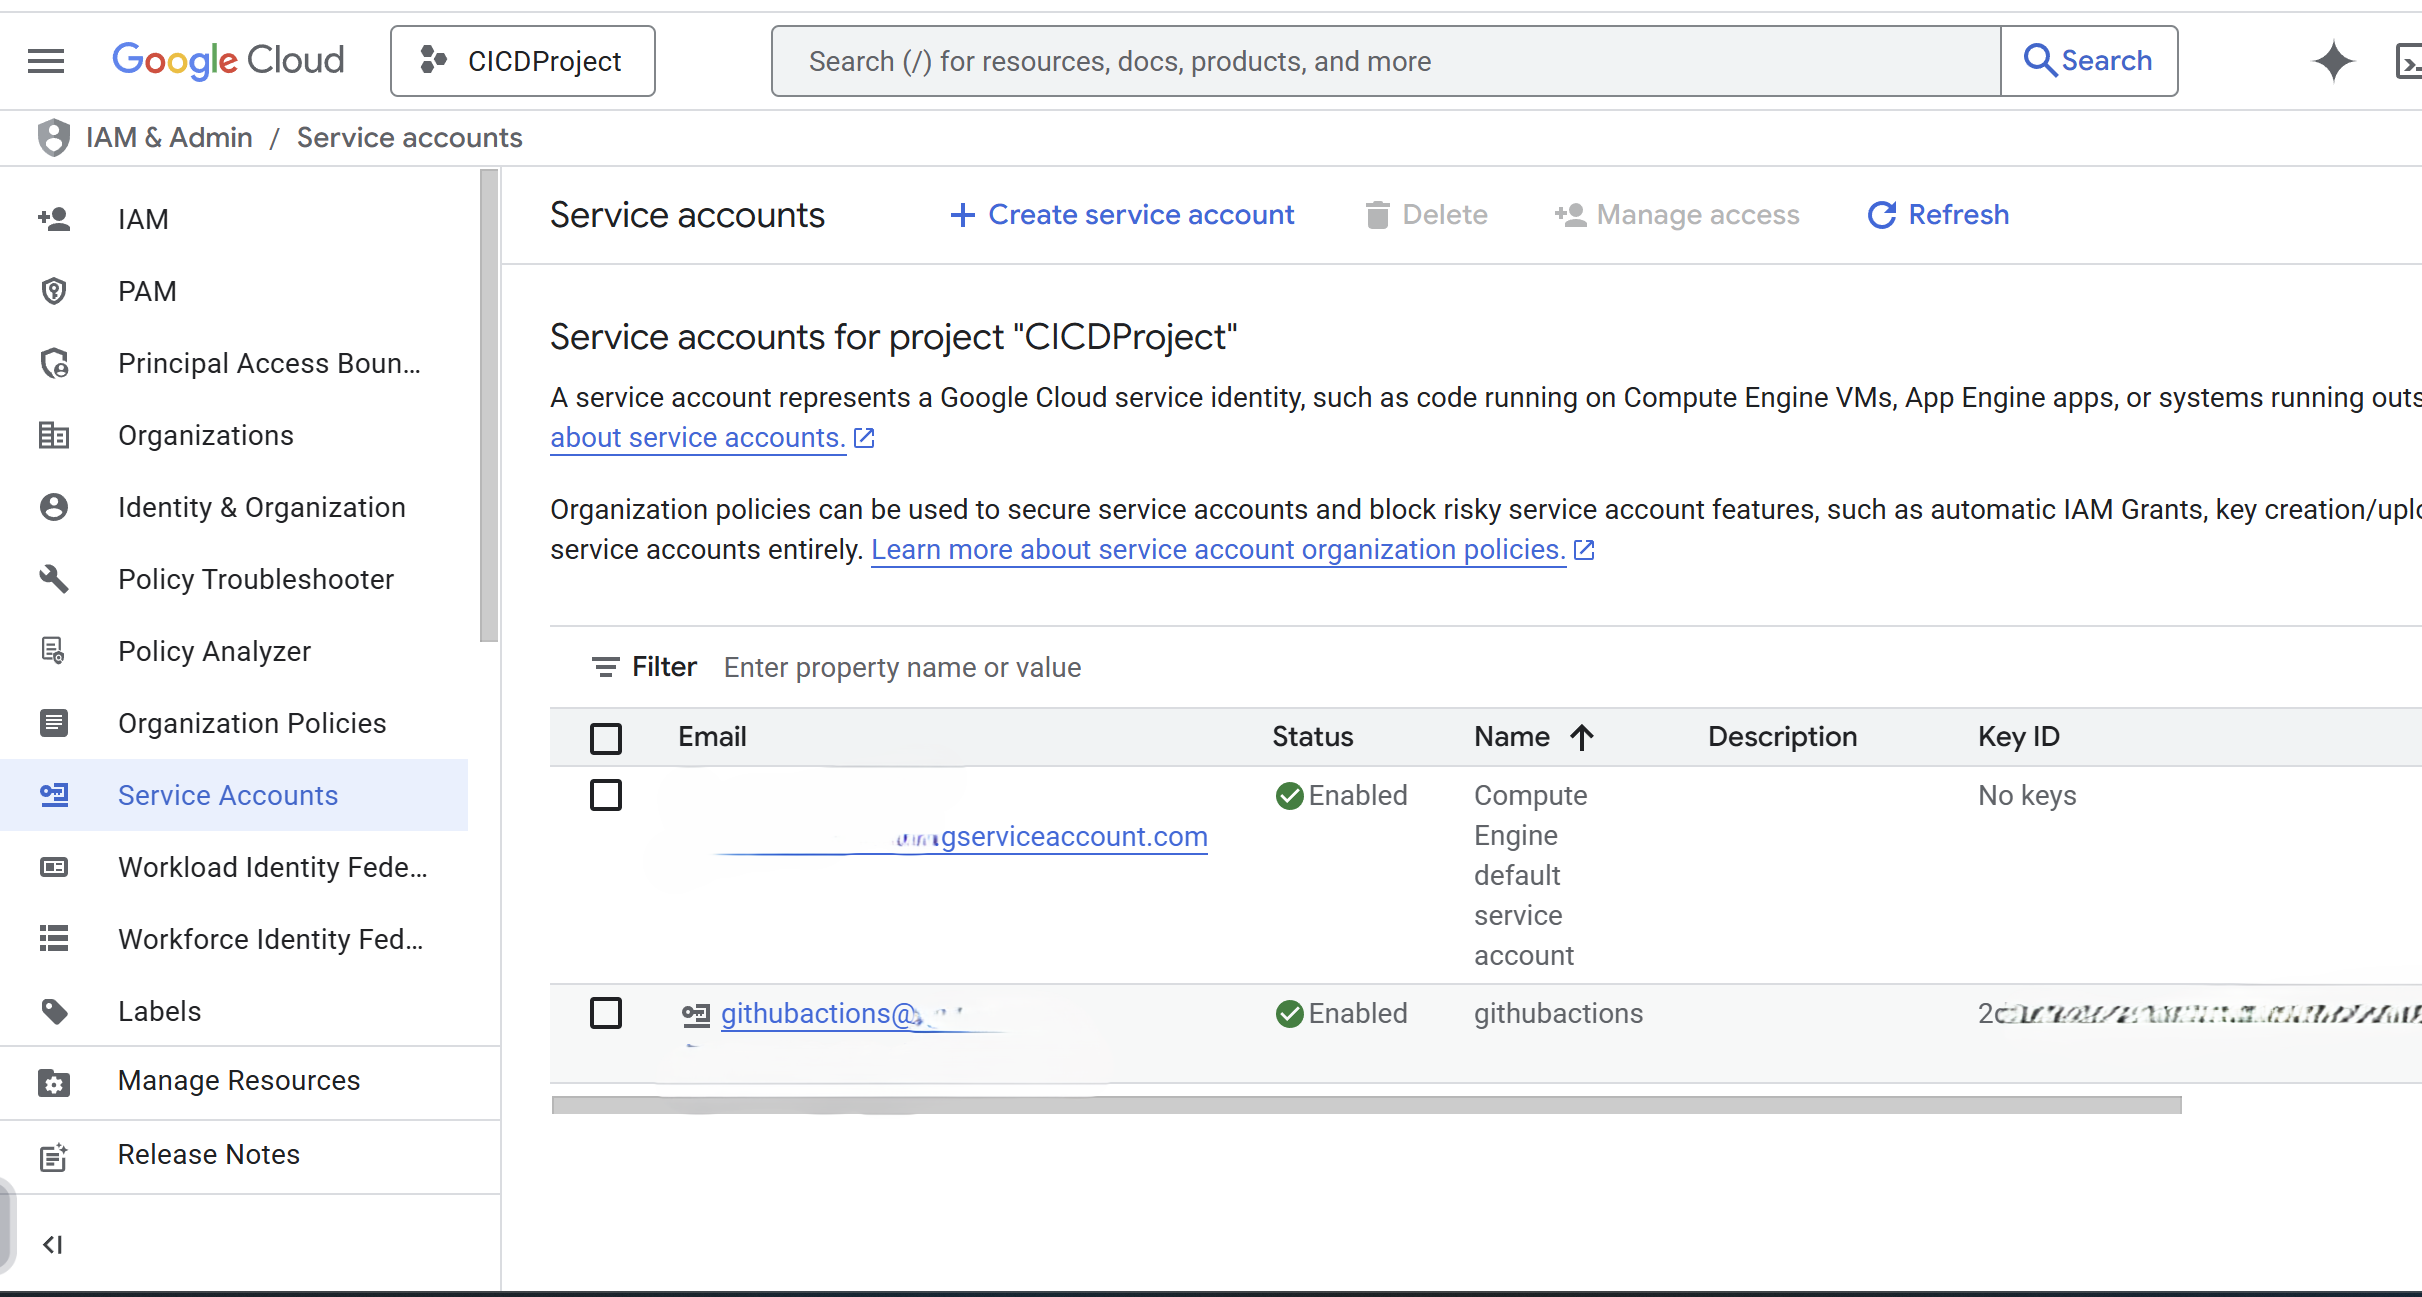 Google Cloud
CICDProject
Search (/) for resources, docs, products, and more
Search
IAM & Admin / Service accounts
IAM
PAM
Principal Access Boun...
Organizations
Identity & Organization
Policy Troubleshooter
Policy Analyzer
Organization Policies
Service Accounts
Workload Identity Fede...
Workforce Identity Fed...
Labels
Manage Resources
Release Notes
Service accounts
Create service account
Delete
Manage access
Refresh
Service accounts for project "CICDProject"
A service account represents a Google Cloud service identity, such as code running on Compute Engine VMs, App Engine apps, or systems running outs
about service accounts.
Organization policies can be used to secure service accounts and block risky service account features, such as automatic IAM Grants, key creation/uplo
service accounts entirely. Learn more about service account organization policies.
Filter Enter property name or value
Email Status Name Description Key ID
gserviceaccount.com
Enabled
Compute
Engine
default
service
account
No keys
githubactions@
Enabled
githubactions